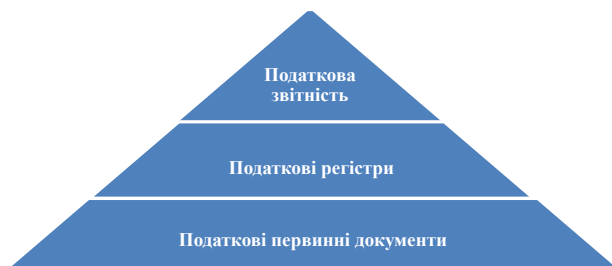 Податкова
звітність
Податкові регістри
Податкові первинні документи